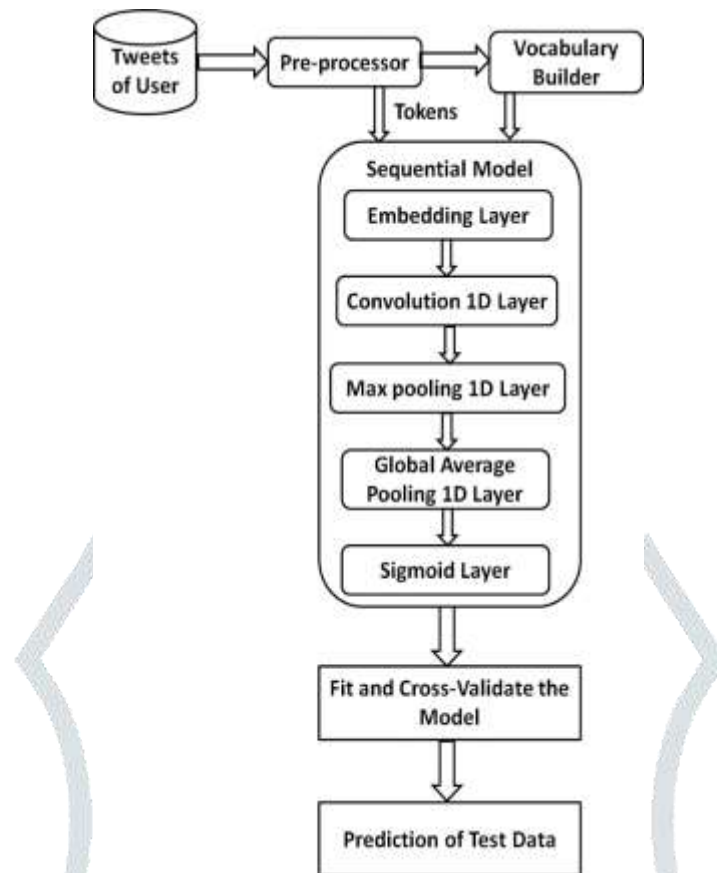 Tweets
of User
Pre-processor
Vocabulary
Builder
Tokens
Sequential Model
Embedding Layer
Convolution 1D Layer
Max pooling 1D Layer
Global Average
Pooling 1D Layer
Sigmoid Layer
Fit and Cross-Validate the
Model
Prediction of Test Data